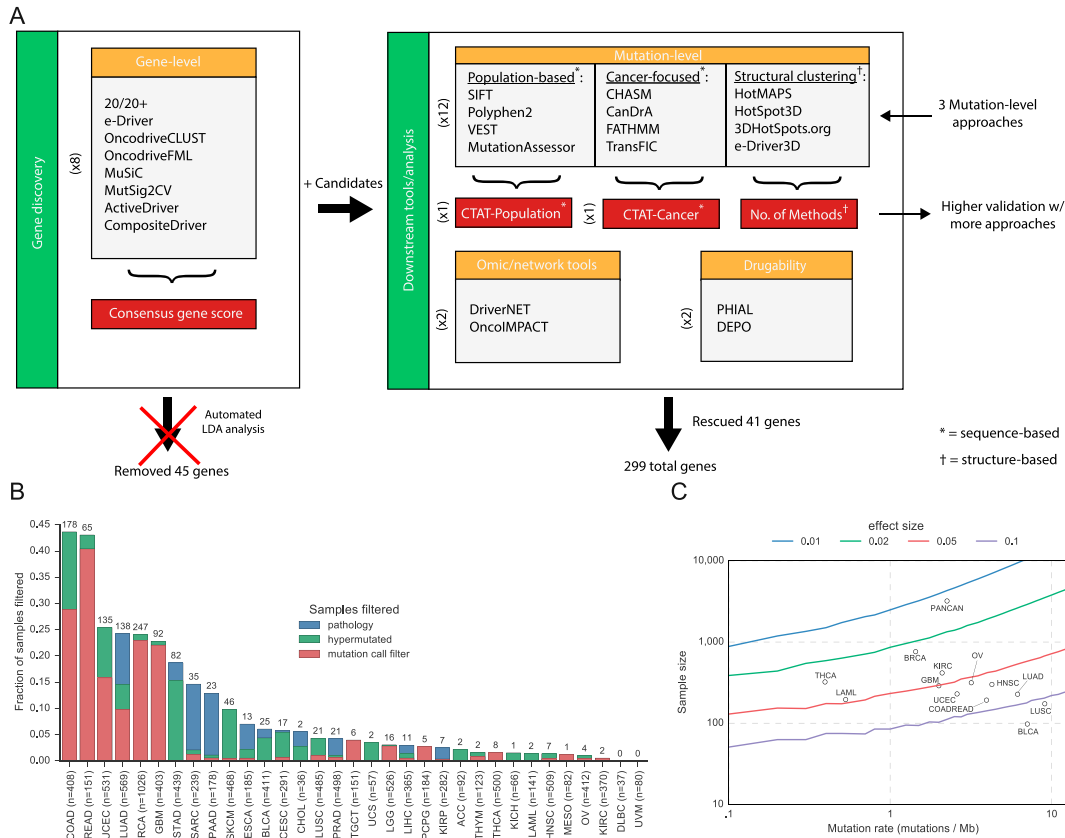 A
Gene discovery
Gene-level
(x8)
20/20+
e-Driver
OncodriveCLUST
OncodriveFML
MuSiC
MutSig2CV
ActiveDriver
CompositeDriver
Consensus gene score
+ Candidates
Automated
LDA analysis
Removed 45 genes
Downstream tools/analysis
Mutation-level
(x12)
Population-based*:
SIFT
Polyphen2
VEST
MutationAssessor
Cancer-focused*:
CHASM
CanDrA
FATHMM
TransFIC
Structural clustering†:
HotMAPS
HotSpot3D
3DHotSpots.org
e-Driver3D
3 Mutation-level
approaches
(x1)
CTAT-Population*
(x1)
CTAT-Cancer*
No. of Methods†
Higher validation w/
more approaches
Omic/network tools
(x2)
DriverNET
OncoIMPACT
Drugability
(x2)
PHIAL
DEPO
Rescued 41 genes
299 total genes
* = sequence-based
† = structure-based
B
Fraction of samples filtered
0.45
0.40
0.35
0.30
0.25
0.20
0.15
0.10
0.05
0.00
178 65 135 138 247 92 82 35 23 46 13 25 17 2 21 21 6 2 16 11 5 7 2 2 8 1 2 7 1 4 2 0 0
Samples filtered
pathology
hypermutated
mutation call filter
COAD (n=408)
READ (n=151)
UCEC (n=531)
LUAD (n=569)
RCA (n=1026)
GBM (n=403)
STAD (n=439)
SARC (n=239)
PAAD (n=178)
SKCM (n=468)
ESCA (n=185)
BLCA (n=411)
CESC (n=291)
CHOL (n=36)
LUSC (n=485)
PRAD (n=498)
TGCT (n=151)
UCS (n=57)
LGG (n=526)
LIHC (n=365)
PCPG (n=184)
KIRP (n=282)
ACC (n=92)
THYM (n=123)
THCA (n=500)
KICH (n=66)
LAML (n=141)
HNSC (n=509)
MESO (n=82)
OV (n=412)
KIRC (n=370)
DLBC (n=37)
UVM (n=80)
C
effect size
0.01 0.02 0.05 0.1
Sample size
10,000
1,000
100
10
PANCAN
BRCA
KIRC
OV
THCA
GBM
HNSC
LUAD
LAML
UCEC
COADREAD
LUSC
BLCA
0.1 1 10
Mutation rate (mutations / Mb)